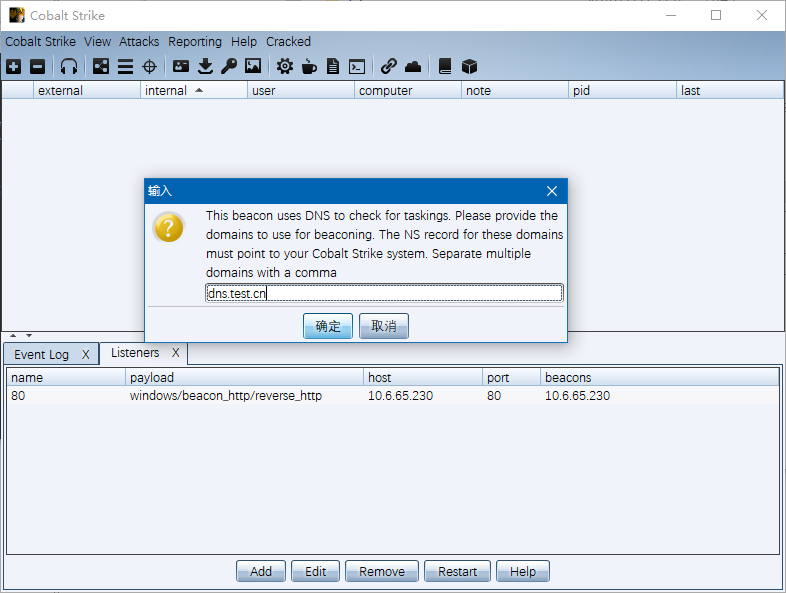 Cobalt Strike
Cobalt Strike View Attacks Reporting Help Cracked
external internal user computer note pid last
输入
This beacon uses DNS to check for taskings. Please provide the
domains to use for beaconing. The NS record for these domains
must point to your Cobalt Strike system. Separate multiple
domains with a comma
dns.test.cn
确定 取消
Event Log X Listeners X
name payload host port beacons
80 windows/beacon_http/reverse_http 10.6.65.230 80 10.6.65.230
Add Edit Remove Restart Help